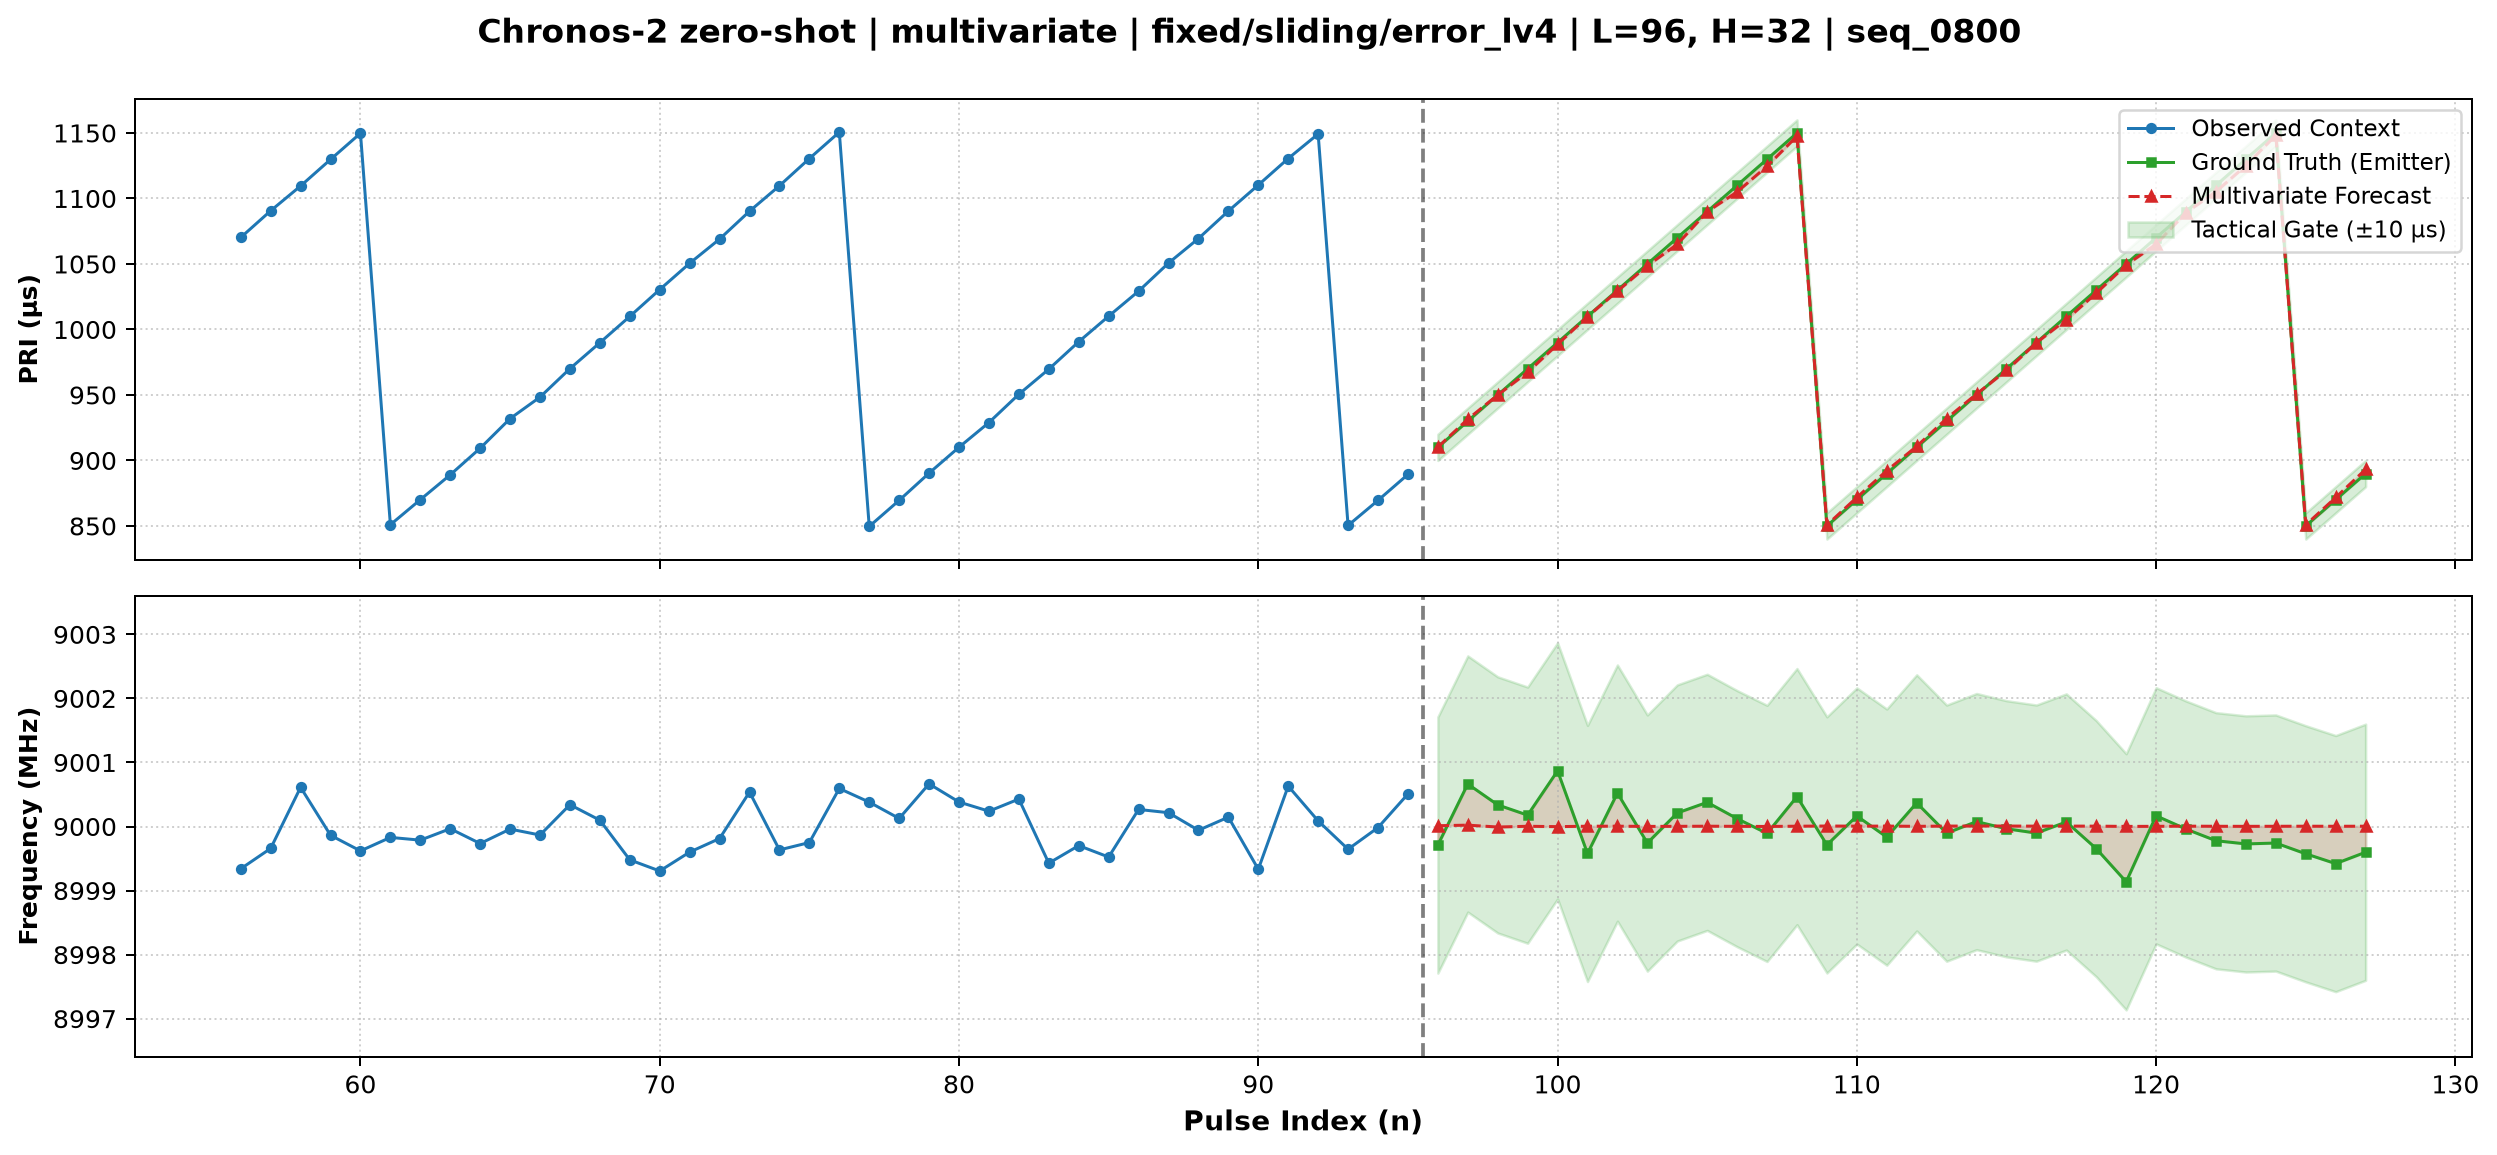 Chronos-2 zero-shot | multivariate | fixed/sliding/error_lv4 | L=96, H=32 | seq_0800
1150
1100
1050
1000
950
900
850
PRI (µs)
Observed Context
Ground Truth (Emitter)
Multivariate Forecast
Tactical Gate (±10 µs)
9003
9002
9001
9000
8999
8998
8997
Frequency (MHz)
60 70 80 90 100 110 120 130
Pulse Index (n)